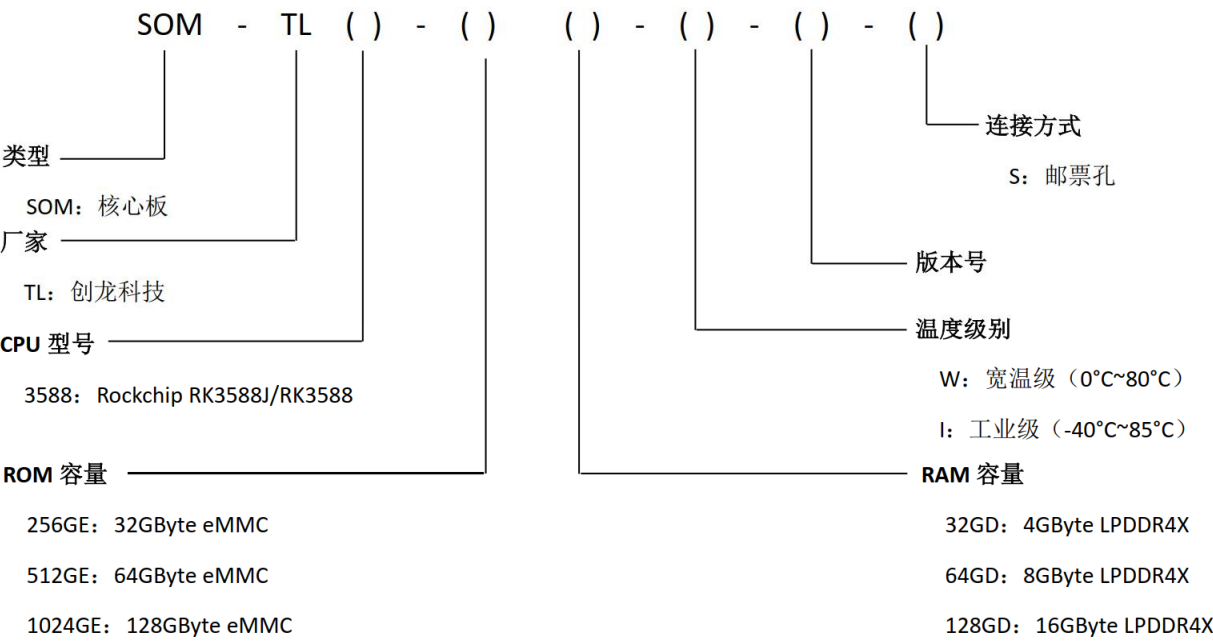 SOM - TL ( ) - ( ) ( ) - ( ) - ( ) - ( )
连接方式
S：邮票孔
类型
SOM：核心板
厂家
TL：创龙科技
版本号
温度级别
W：宽温级（0°C~80°C）
I：工业级（-40°C~85°C）
CPU 型号
3588：Rockchip RK3588J/RK3588
ROM 容量
256GE：32GByte eMMC
512GE：64GByte eMMC
1024GE：128GByte eMMC
RAM 容量
32GD：4GByte LPDDR4X
64GD：8GByte LPDDR4X
128GD：16GByte LPDDR4X